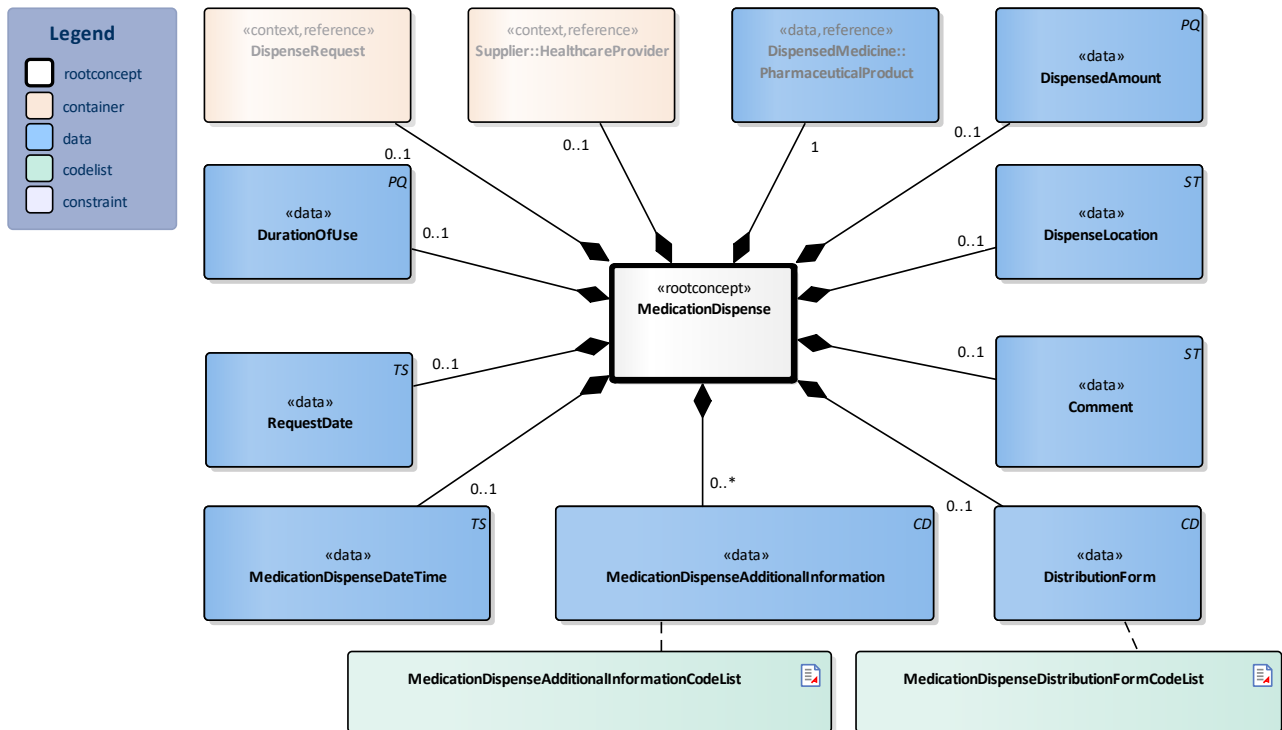 Legend
rootconcept
container
data
codelist
constraint
«context,reference»
DispenseRequest
0..1
«context,reference»
Supplier::HealthcareProvider
0..1
«data,reference»
DispensedMedicine::
PharmaceuticalProduct
1
PQ
«data»
DispensedAmount
0..1
PQ
«data»
DurationOfUse
0..1
ST
«data»
DispenseLocation
0..1
«rootconcept»
MedicationDispense
TS
«data»
RequestDate
0..1
ST
«data»
Comment
0..1
TS
«data»
MedicationDispenseDateTime
0..1
CD
«data»
MedicationDispenseAdditionalInformation
0..*
CD
«data»
DistributionForm
0..1
MedicationDispenseAdditionalInformationCodeList
MedicationDispenseDistributionFormCodeList